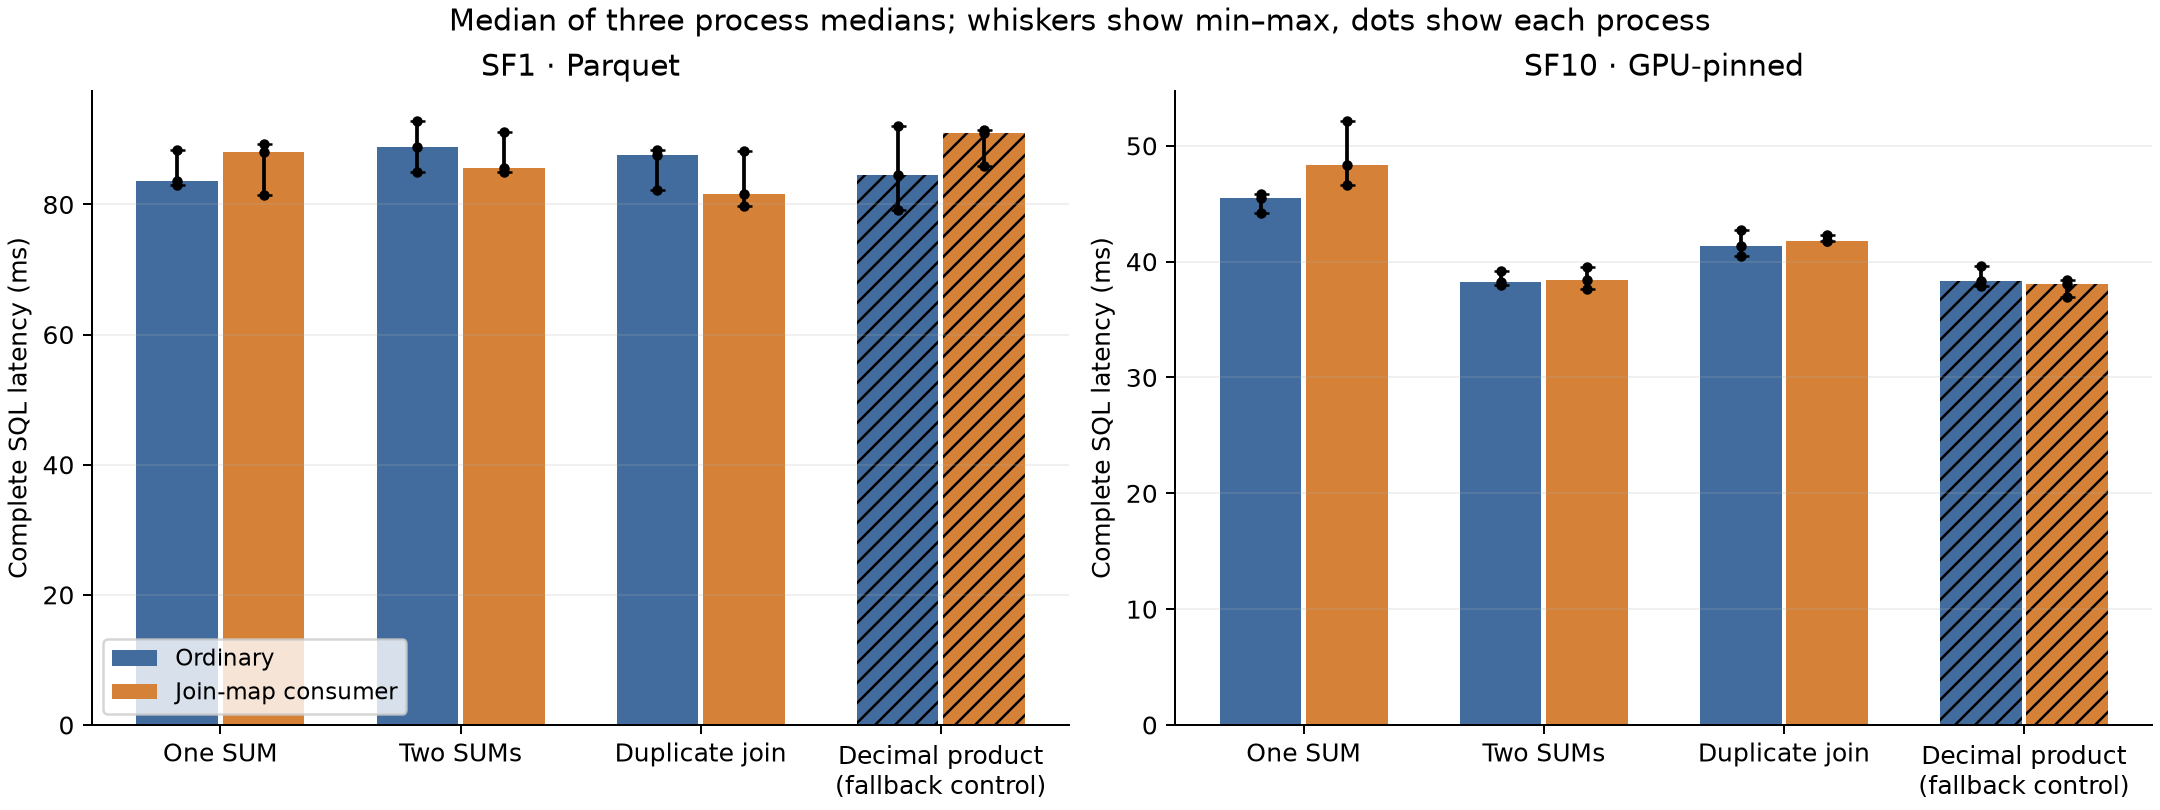 Median of three process medians; whiskers show min–max, dots show each process
SF1 · Parquet
Complete SQL latency (ms)
80
60
40
20
0
Ordinary
Join-map consumer
One SUM
Two SUMs
Duplicate join
Decimal product
(fallback control)
SF10 · GPU-pinned
Complete SQL latency (ms)
50
40
30
20
10
0
One SUM
Two SUMs
Duplicate join
Decimal product
(fallback control)